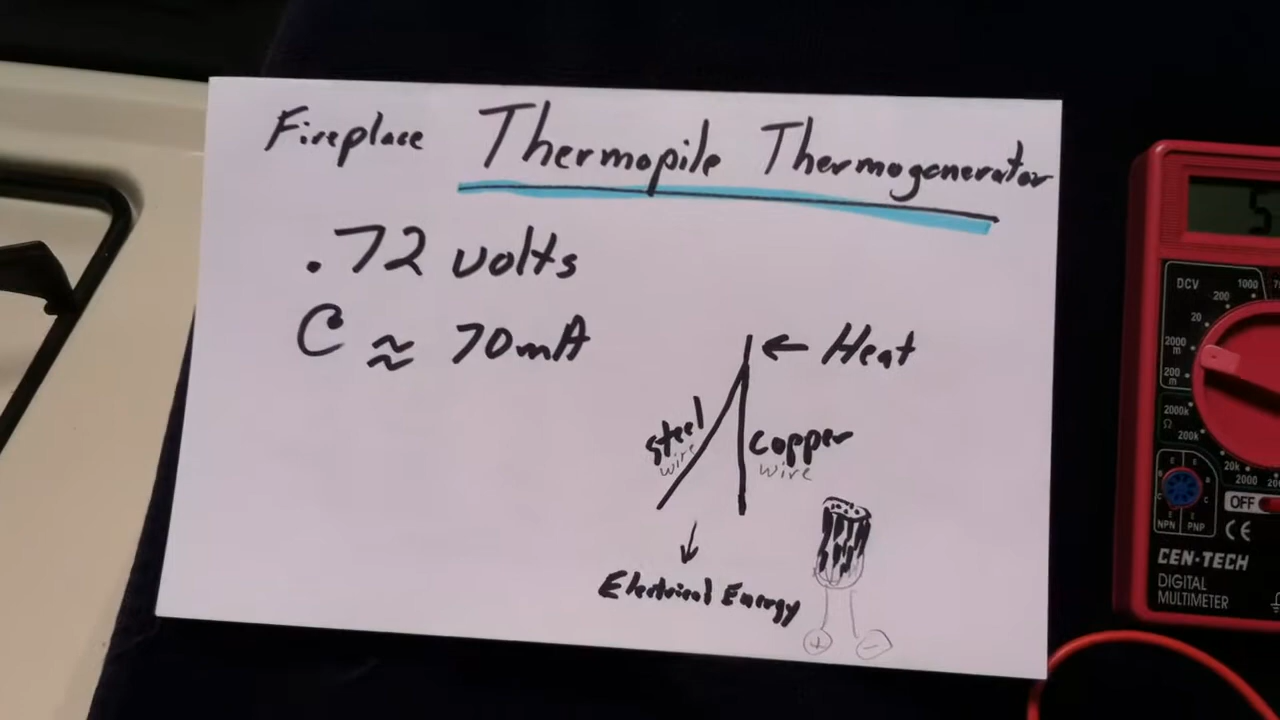 Fireplace Thermopile Thermogenerator
.72 volts
C ≈ 70mA
← Heat
steel
wire
copper
wire
↓
Electrical Energy
+ −
5
DCV
1000
200
20
2000
m
200
m
2000k
Ω
200k
20k
2000
OFF
E E
B
C C
E E
NPN PNP
CE
CEN-TECH
DIGITAL
MULTIMETER